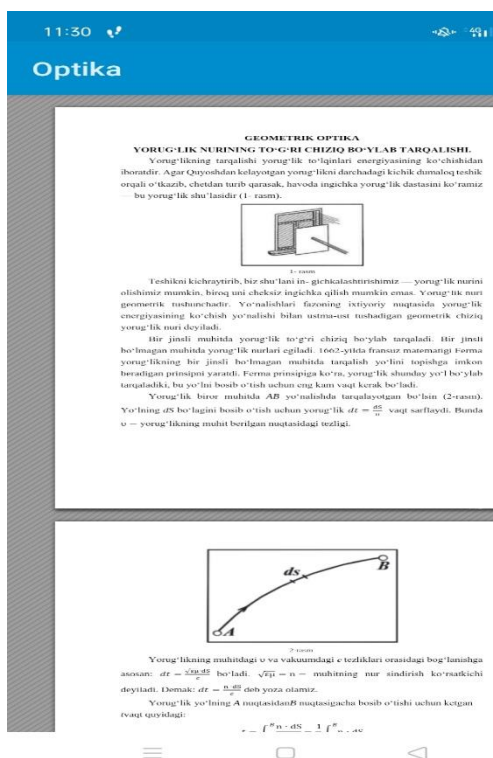 11:30
4G
Optika
GEOMETRIK OPTIKA
YORUG‘LIK NURINING TO‘G‘RI CHIZIQ BO‘YLAB TARQALISHI.
Yorug‘likning tarqalishi yorug‘lik to‘lqinlari energiyasining ko‘chishidan
iboratdir. Agar Quyoshdan kelayotgan yorug‘likni darchadagi kichik dumaloq teshik
orqali o‘tkazib, chetdan turib qarasak, havoda ingichka yorug‘lik dastasini ko‘ramiz
— bu yorug‘lik shu’lasidir (1- rasm).
1- rasm
Teshikni kichraytirib, biz shu’lani in- gichkalashtirishimiz — yorug‘lik nurini
olishimiz mumkin, biroq uni cheksiz ingichka qilish mumkin emas. Yorug‘lik nuri
geometrik tushunchadir. Yo‘nalishlari fazoning ixtiyoriy nuqtasida yorug‘lik
energiyasining ko‘chish yo‘nalishi bilan ustma-ust tushadigan geometrik chiziq
yorug‘lik nuri deyiladi.
Bir jinsli muhitda yorug‘lik to‘g‘ri chiziq bo‘ylab tarqaladi. Bir jinsli
bo‘lmagan muhitda yorug‘lik nurlari egiladi. 1662-yilda fransuz matematigi Ferma
yorug‘likning bir jinsli bo‘lmagan muhitda tarqalish yo‘lini topishga imkon
beradigan prinsipni yaratdi. Ferma prinsipiga ko‘ra, yorug‘lik shunday yo‘l bo‘ylab
tarqaladiki, bu yo‘lni bosib o‘tish uchun eng kam vaqt kerak bo‘ladi.
Yorug‘lik biror muhitda AB yo‘nalishda tarqalayotgan bo‘lsin (2-rasm).
Yo‘lning dS bo‘lagini bosib o‘tish uchun yorug‘lik dt = dS/υ vaqt sarflaydi. Bunda
υ — yorug‘likning muhit berilgan nuqtasidagi tezligi.
ds
B
A
2-rasm
Yorug‘likning muhitdagi υ va vakuumdagi c tezliklari orasidagi bog‘lanishga
asosan: dt = √εμ·dS/c bo‘ladi. √εμ = n — muhitning nur sindirish ko‘rsatkichi
deyiladi. Demak: dt = n·dS/c deb yoza olamiz.
Yorug‘lik yo‘lning A nuqtasidanB nuqtasigacha bosib o‘tishi uchun ketgan
tvaqt quyidagi: